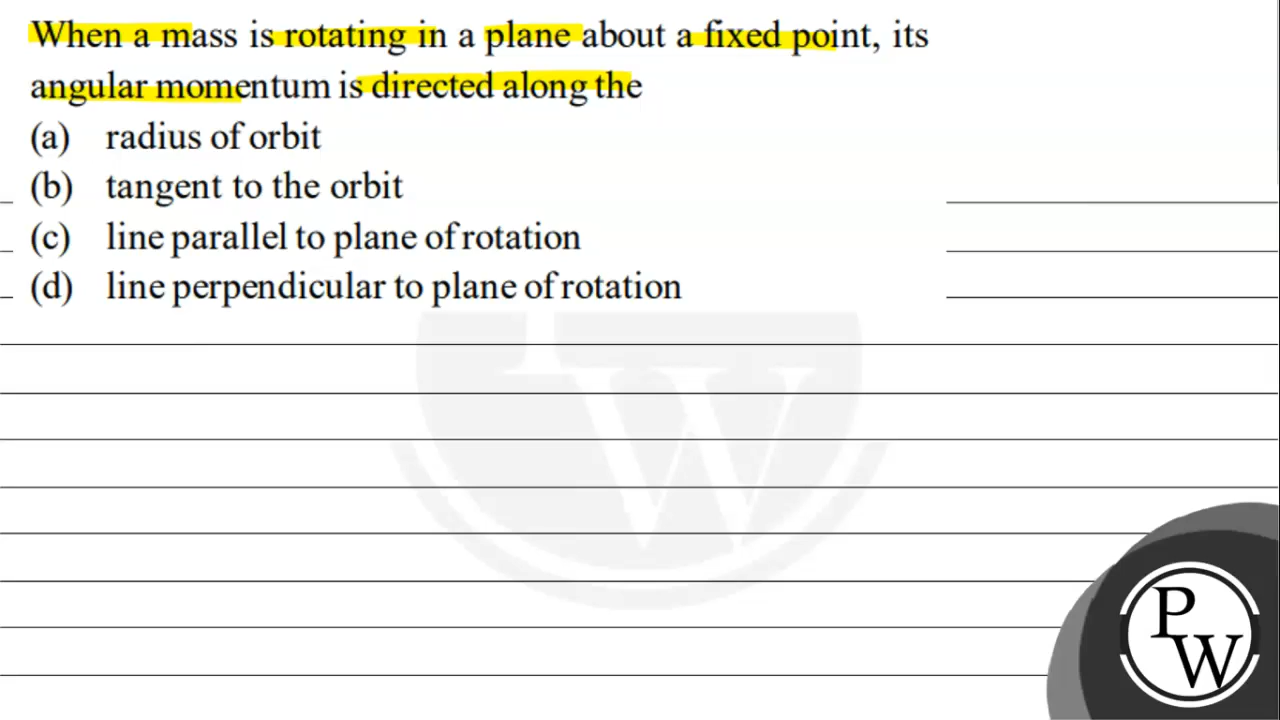 When a mass is rotating in a plane about a fixed point, its
angular momentum is directed along the
(a) radius of orbit
(b) tangent to the orbit
(c) line parallel to plane of rotation
(d) line perpendicular to plane of rotation
W
P
W